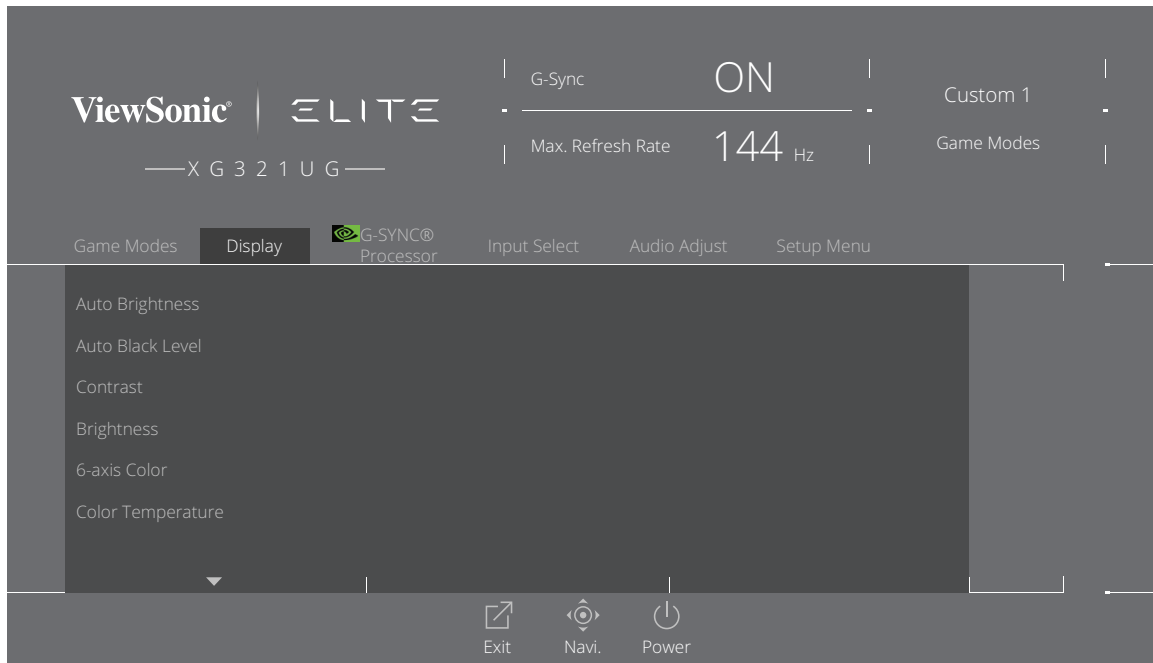 ViewSonic® ELITE
XG321UG
G-Sync ON
Max. Refresh Rate 144 Hz
Custom 1
Game Modes
Game Modes Display G-SYNC® Processor Input Select Audio Adjust Setup Menu
Auto Brightness
Auto Black Level
Contrast
Brightness
6-axis Color
Color Temperature
Exit Navi. Power